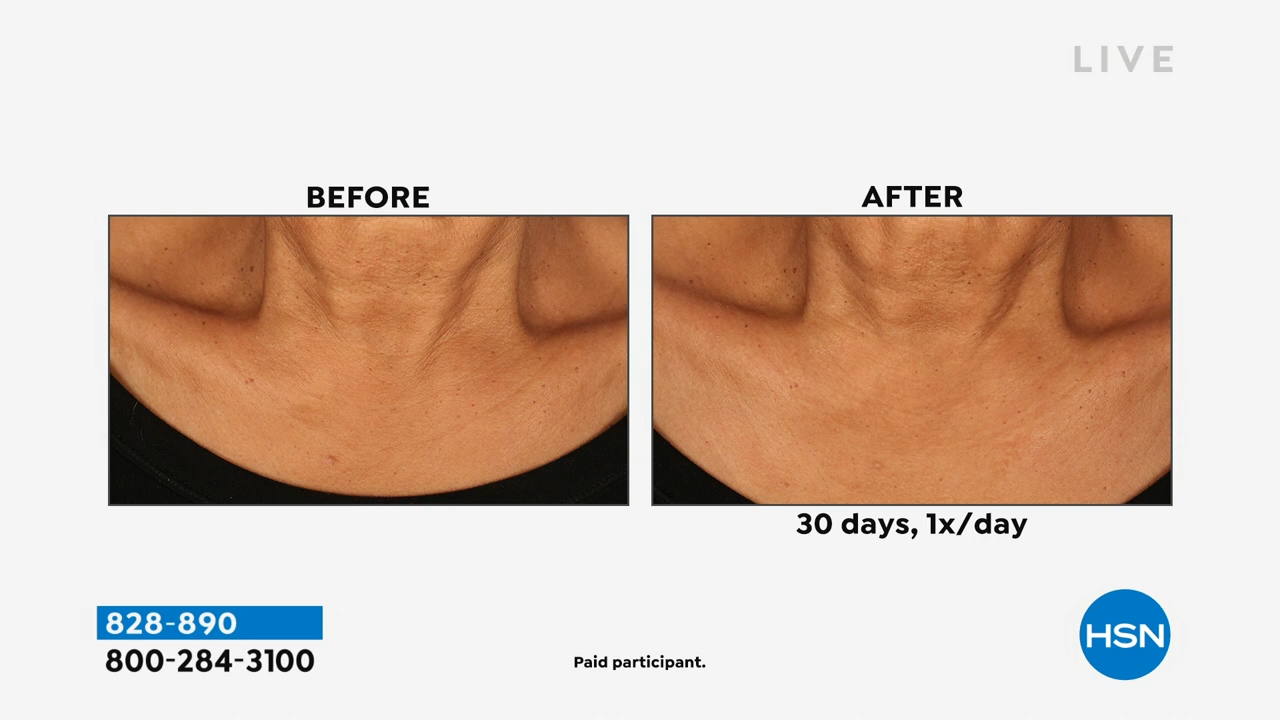 LIVE
BEFORE
AFTER
30 days, 1x/day
828-890
800-284-3100
Paid participant.
HSN